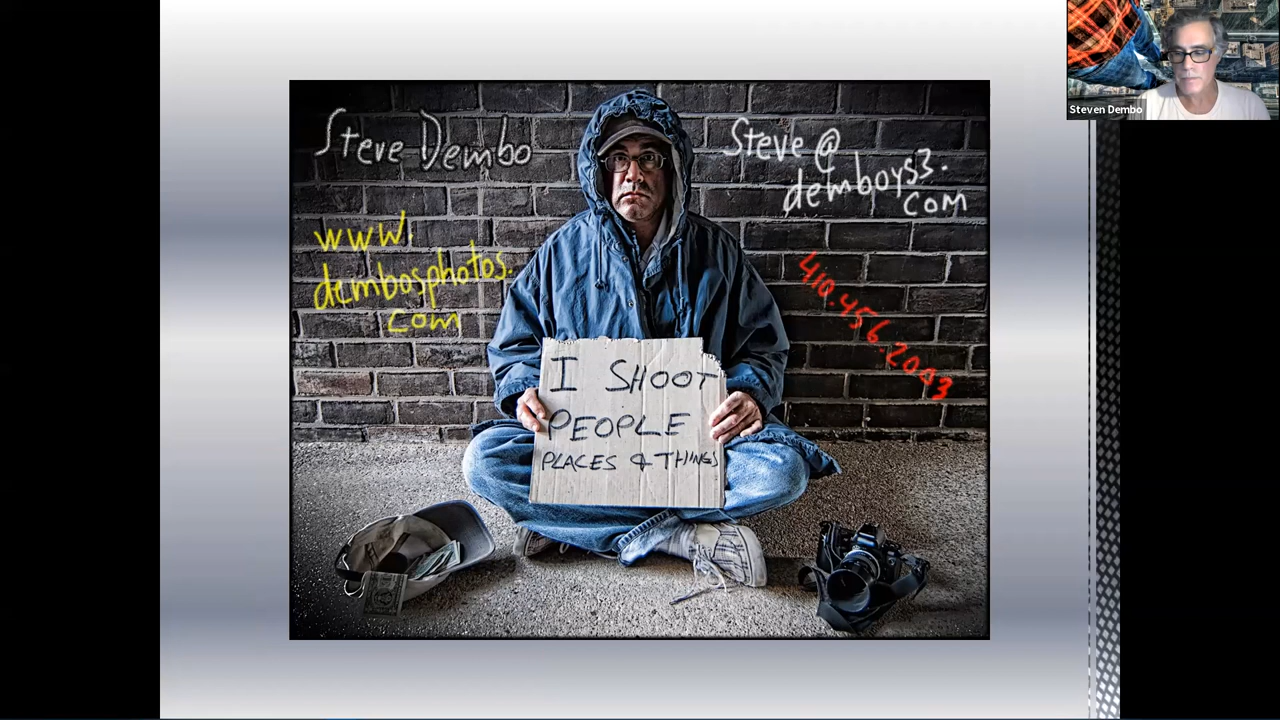 Steven Dembo
Steve Dembo
www.
dembosphotos.
com
Steve@
demboys3.
com
410.456.2003
I SHOOT
PEOPLE
PLACES & THINGS